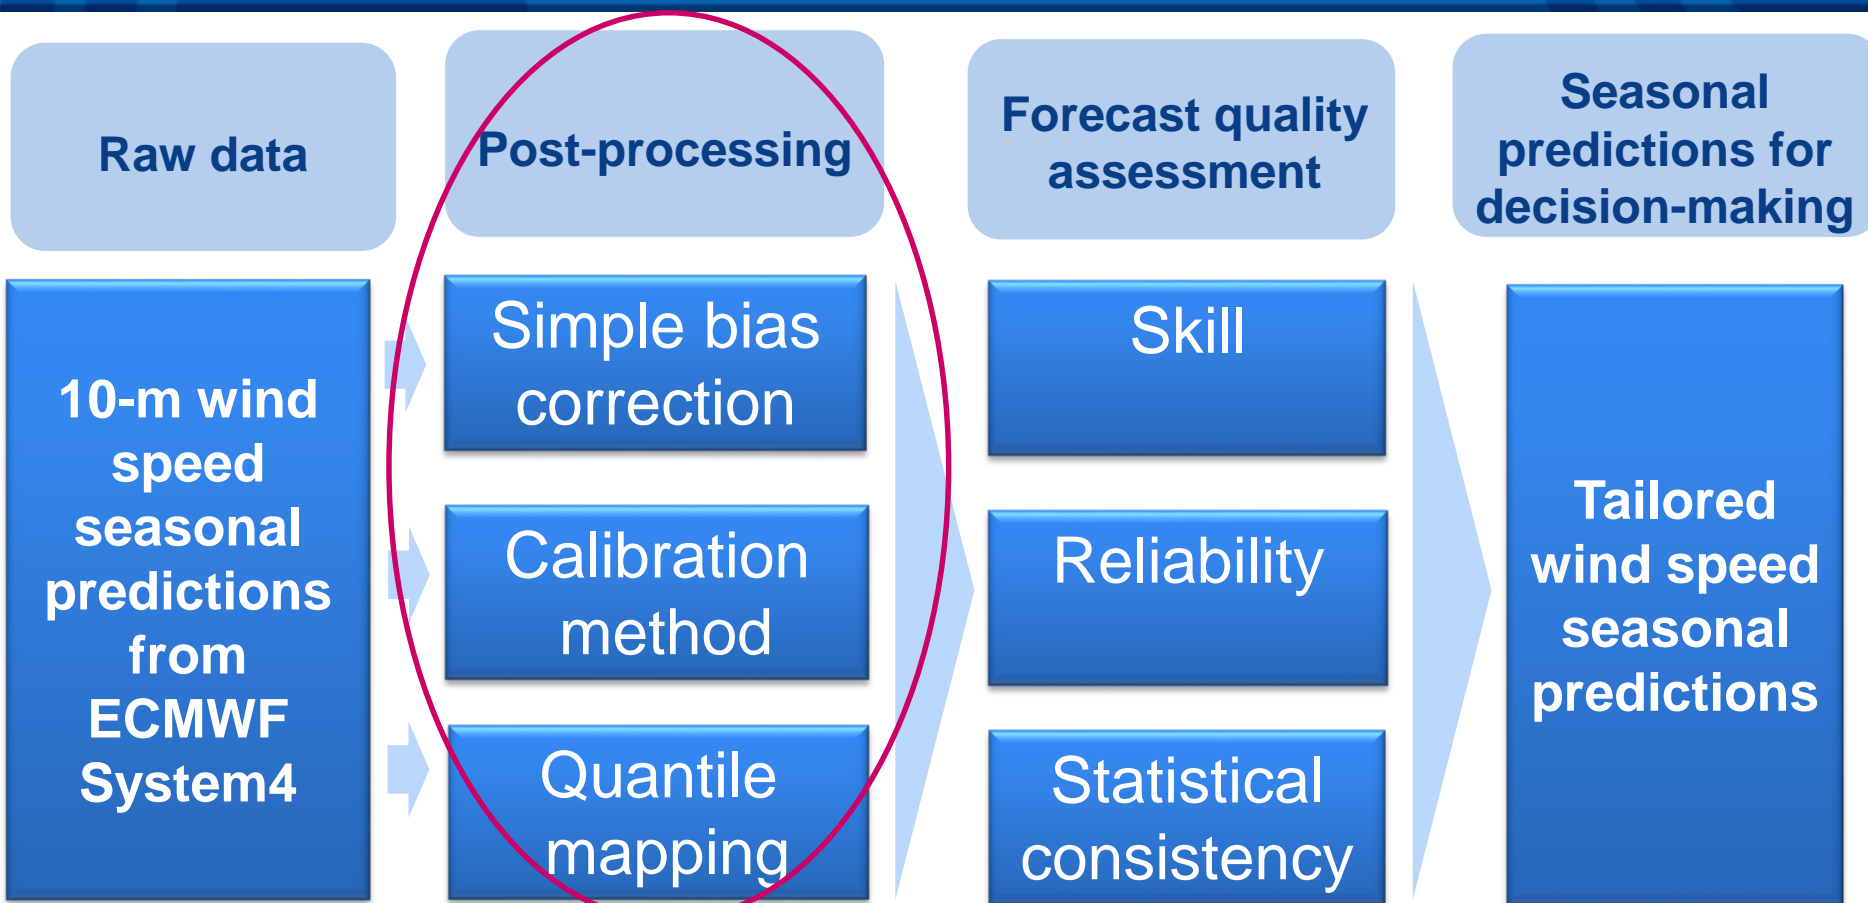 Raw data
Post-processing
Forecast quality
assessment
Seasonal
predictions for
decision-making
10-m wind
speed
seasonal
predictions
from
ECMWF
System4
Simple bias
correction
Calibration
method
Quantile
mapping
Skill
Reliability
Statistical
consistency
Tailored
wind speed
seasonal
predictions